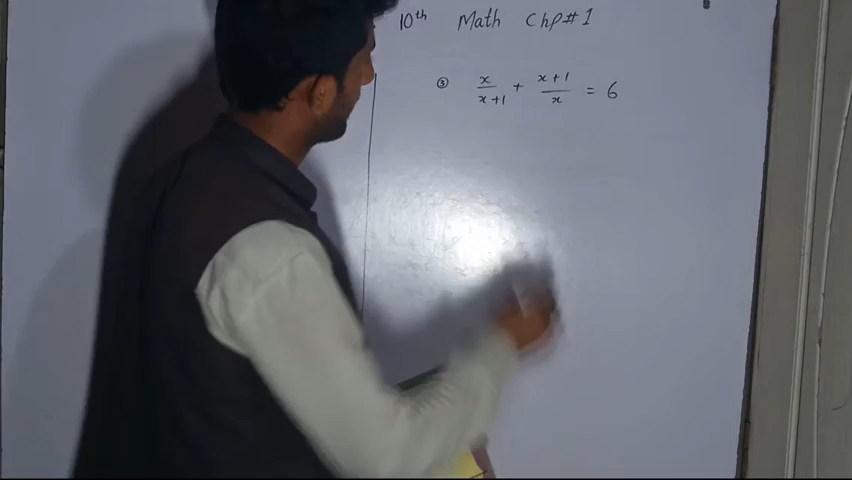 10th Math Chp#1
③ x/x+1 + x+1/x = 6